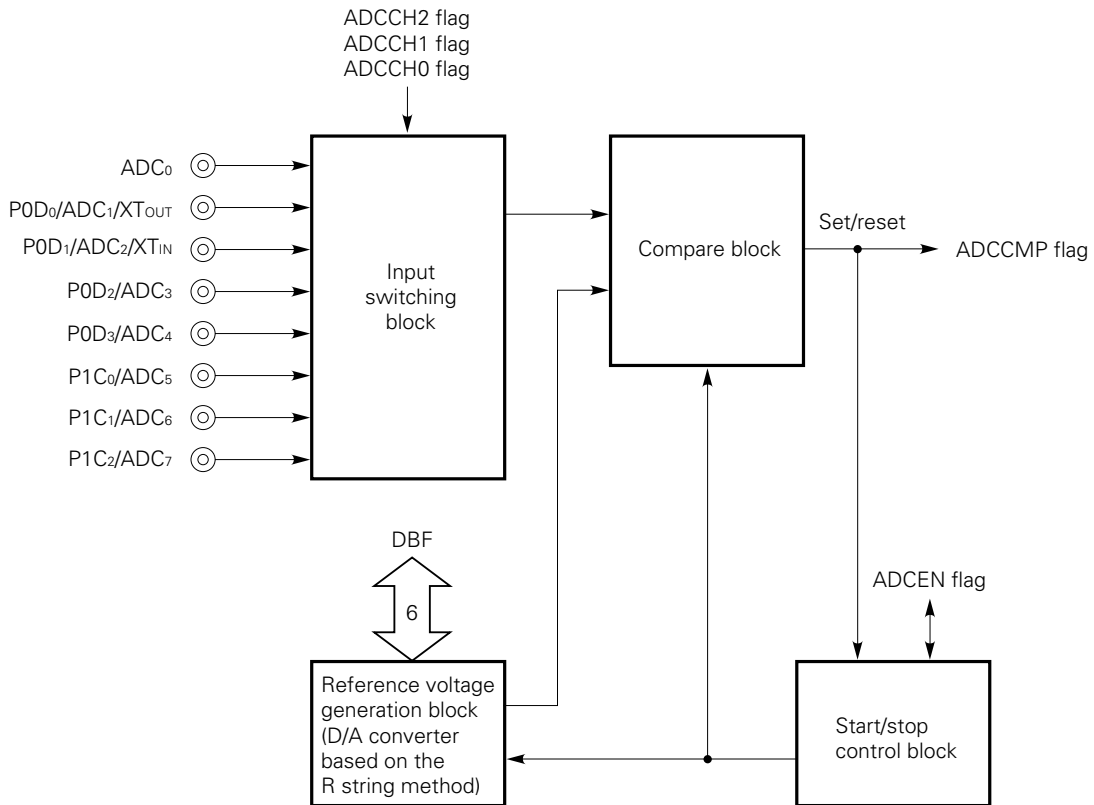 ADCCH2 flag
ADCCH1 flag
ADCCH0 flag
ADC0
P0D0/ADC1/XTOUT
P0D1/ADC2/XTIN
P0D2/ADC3
P0D3/ADC4
P1C0/ADC5
P1C1/ADC6
P1C2/ADC7
Input
switching
block
Compare block
Set/reset
ADCCMP flag
DBF
6
ADCEN flag
Reference voltage
generation block
(D/A converter
based on the
R string method)
Start/stop
control block